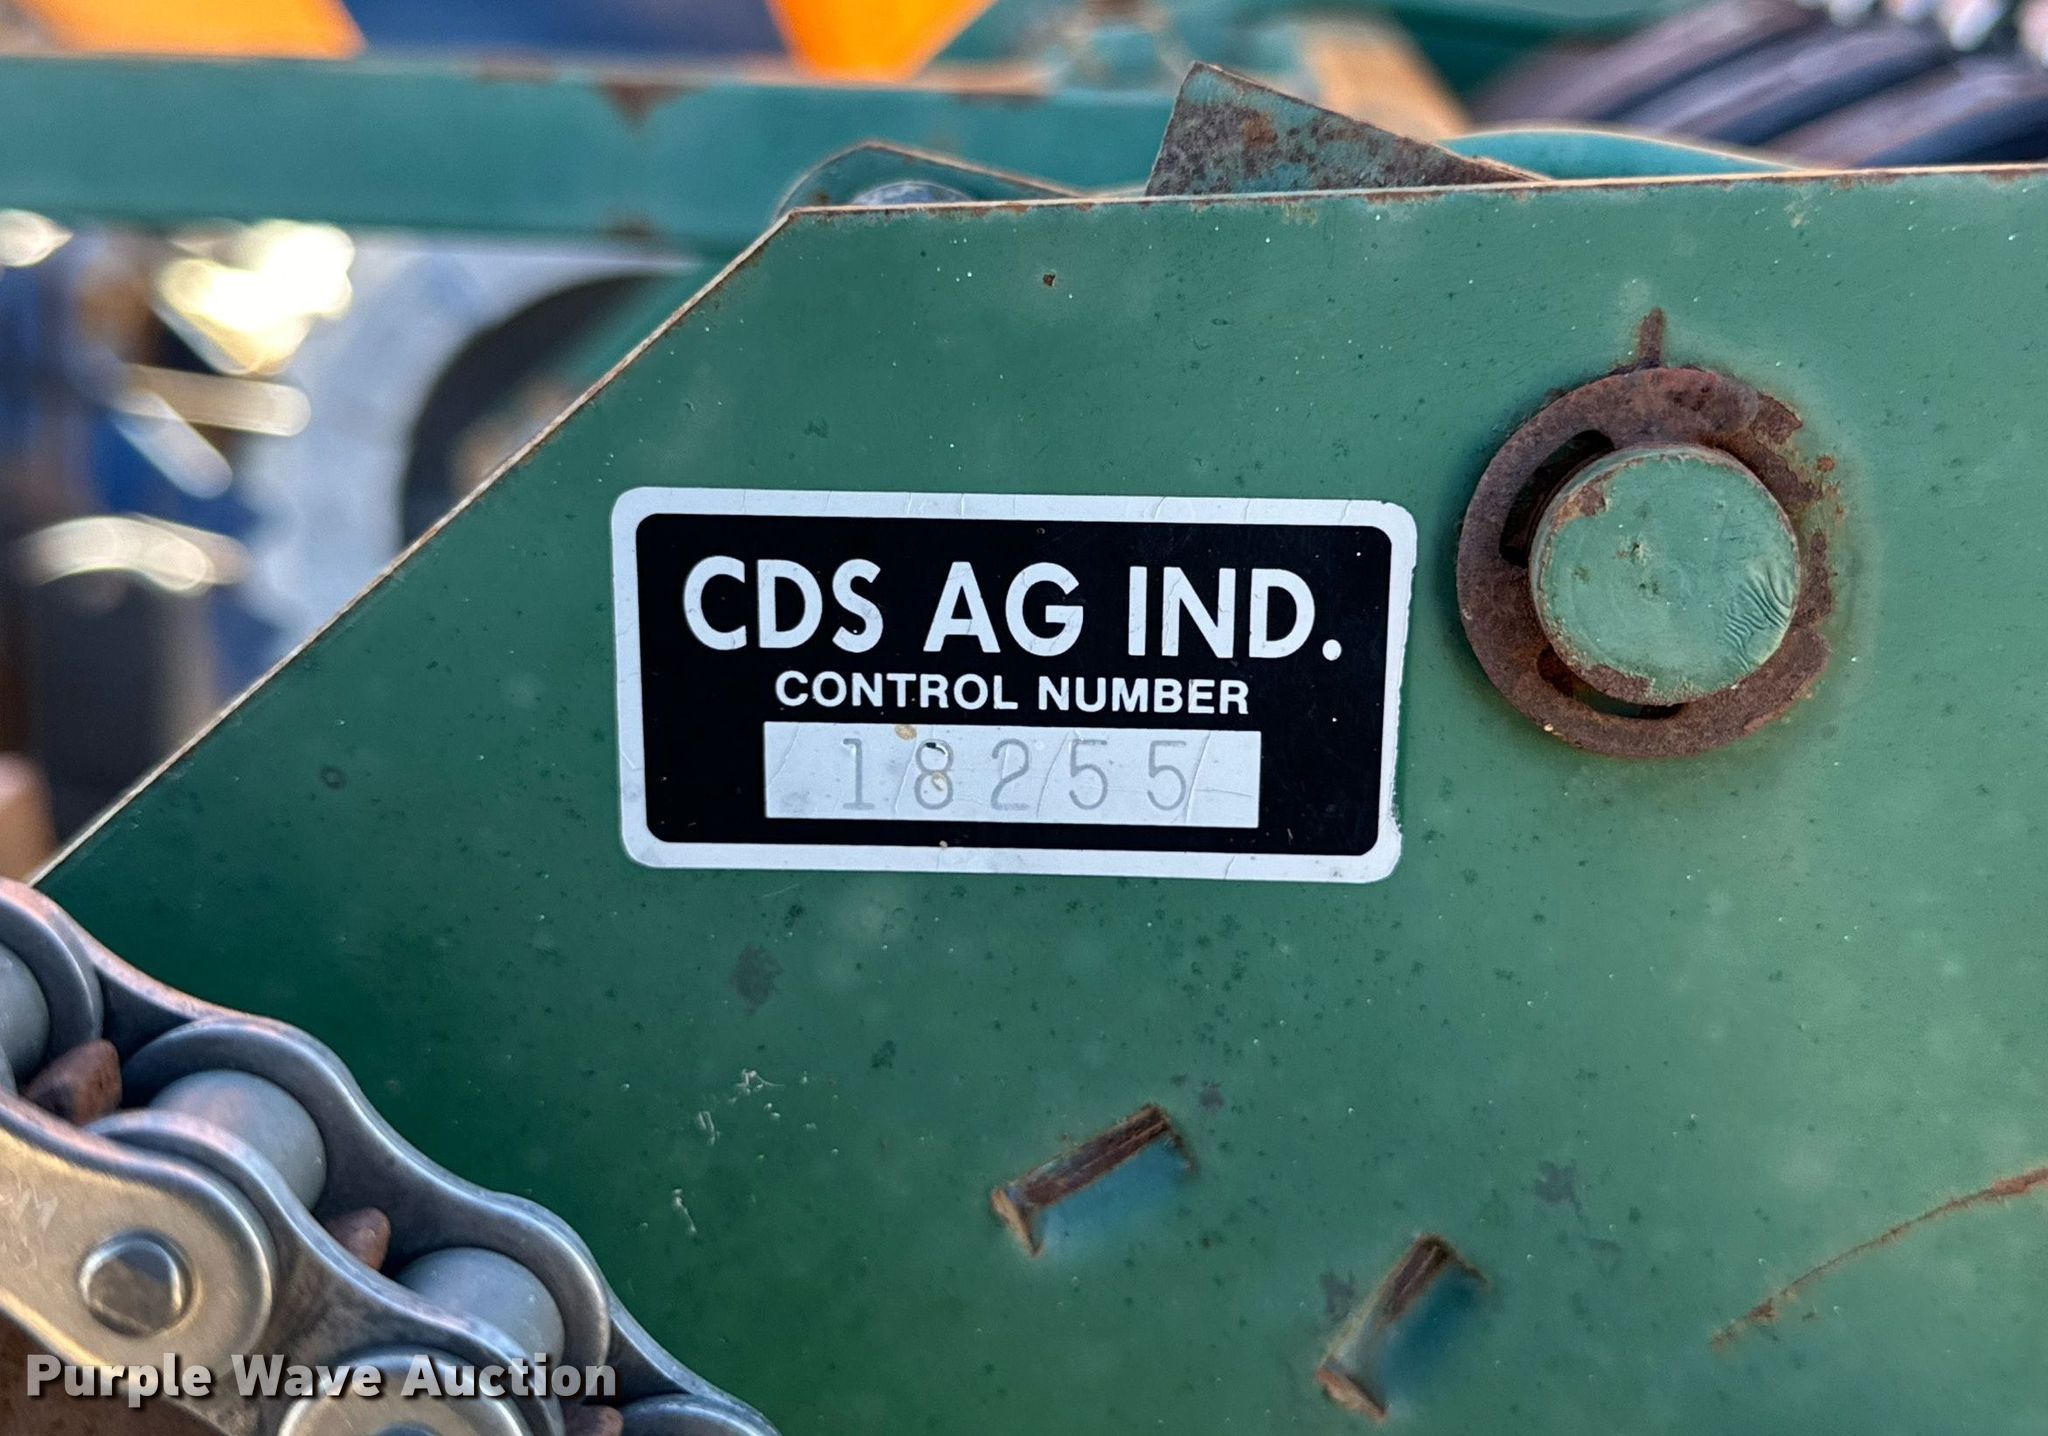 CDS AG IND.
CONTROL NUMBER
18255
Purple Wave Auction